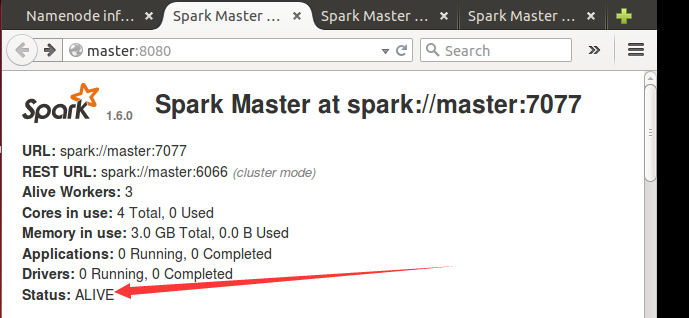 Namenode inf... Spark Master ... Spark Master ... Spark Master ...
master:8080 Search
Spark 1.6.0 Spark Master at spark://master:7077
URL: spark://master:7077
REST URL: spark://master:6066 (cluster mode)
Alive Workers: 3
Cores in use: 4 Total, 0 Used
Memory in use: 3.0 GB Total, 0.0 B Used
Applications: 0 Running, 0 Completed
Drivers: 0 Running, 0 Completed
Status: ALIVE